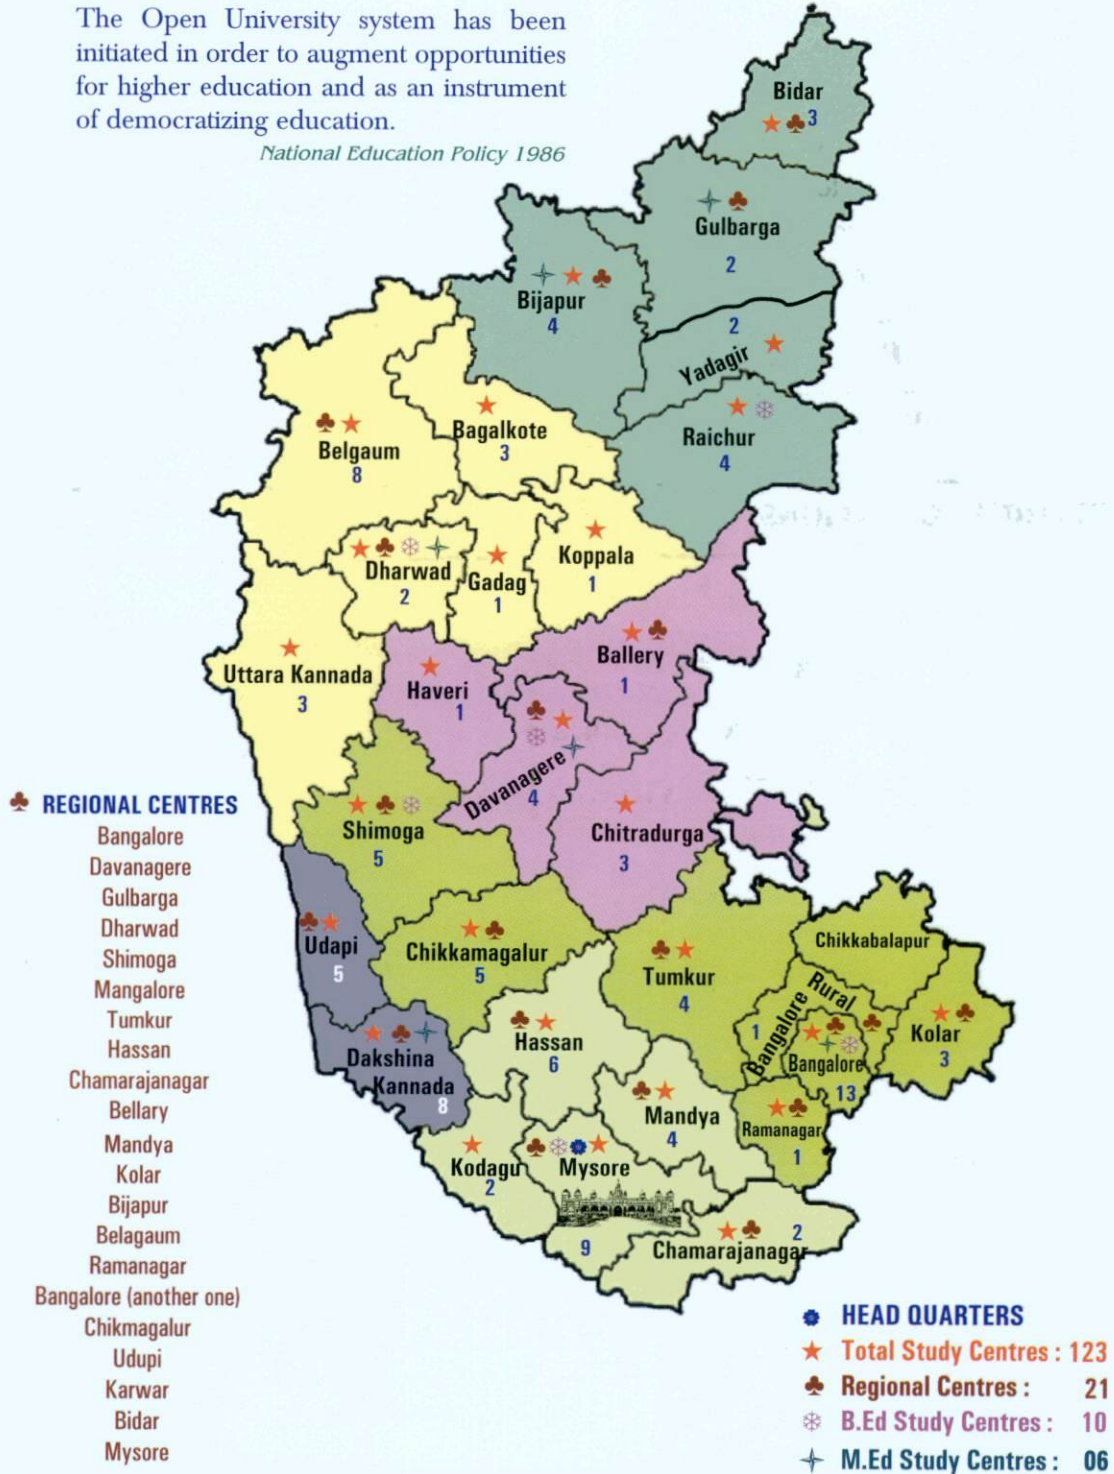 The Open University system has been
initiated in order to augment opportunities
for higher education and as an instrument
of democratizing education.
National Education Policy 1986
Bidar
3
Gulbarga
2
Bijapur
4
2
Yadagir
Raichur
4
Bagalkote
3
Belgaum
8
Koppala
1
Dharwad
2
Gadag
1
Uttara Kannada
3
Ballery
1
Haveri
1
Davanagere
4
Chitradurga
3
Shimoga
5
Udapi
5
Chikkamagalur
5
Tumkur
4
Chikkabalapur
Bangalore Rural
1
Bangalore
13
Kolar
3
Hassan
6
Dakshina
Kannada
8
Mandya
4
Ramanagar
1
Kodagu
2
Mysore
9
Chamarajanagar
2
REGIONAL CENTRES
Bangalore
Davanagere
Gulbarga
Dharwad
Shimoga
Mangalore
Tumkur
Hassan
Chamarajanagar
Bellary
Mandya
Kolar
Bijapur
Belagaum
Ramanagar
Bangalore (another one)
Chikmagalur
Udupi
Karwar
Bidar
Mysore
HEAD QUARTERS
Total Study Centres : 123
Regional Centres : 21
B.Ed Study Centres : 10
M.Ed Study Centres : 06